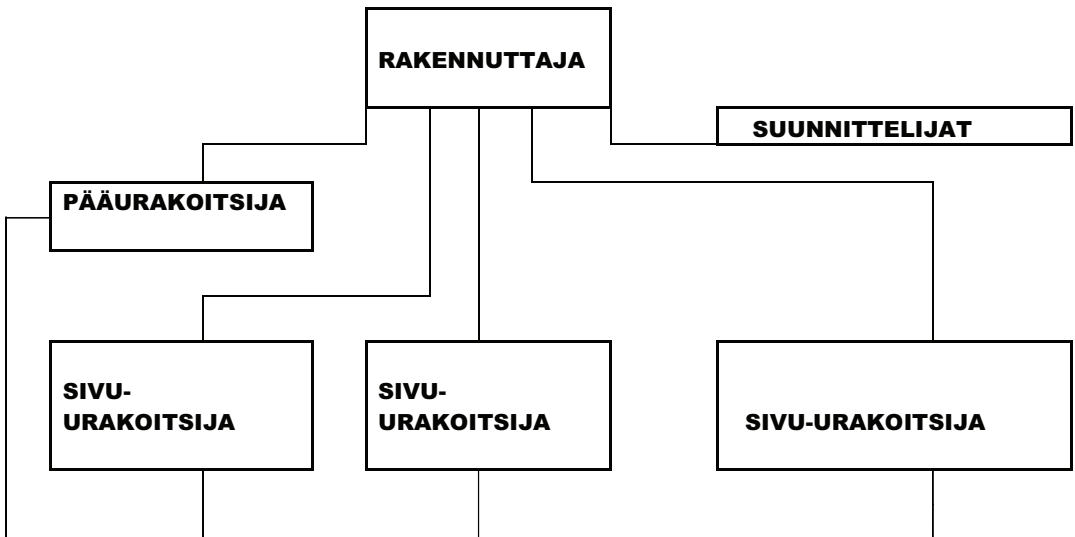 RAKENNUTTAJA
SUUNNITTELIJAT
PÄÄURAKOITSIJA
SIVU-
URAKOITSIJA
SIVU-
URAKOITSIJA
SIVU-URAKOITSIJA